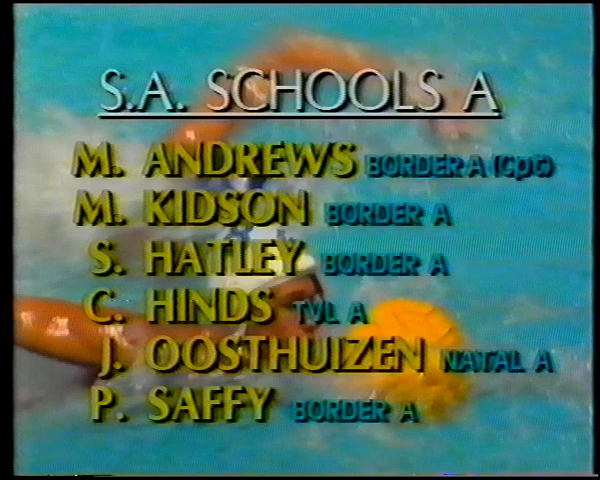 S.A. SCHOOLS A
M. ANDREWS BORDER A (Cpt)
M. KIDSON BORDER A
S. HATLEY BORDER A
C. HINDS TVL A
J. OOSTHUIZEN NATAL A
P. SAFFY BORDER A